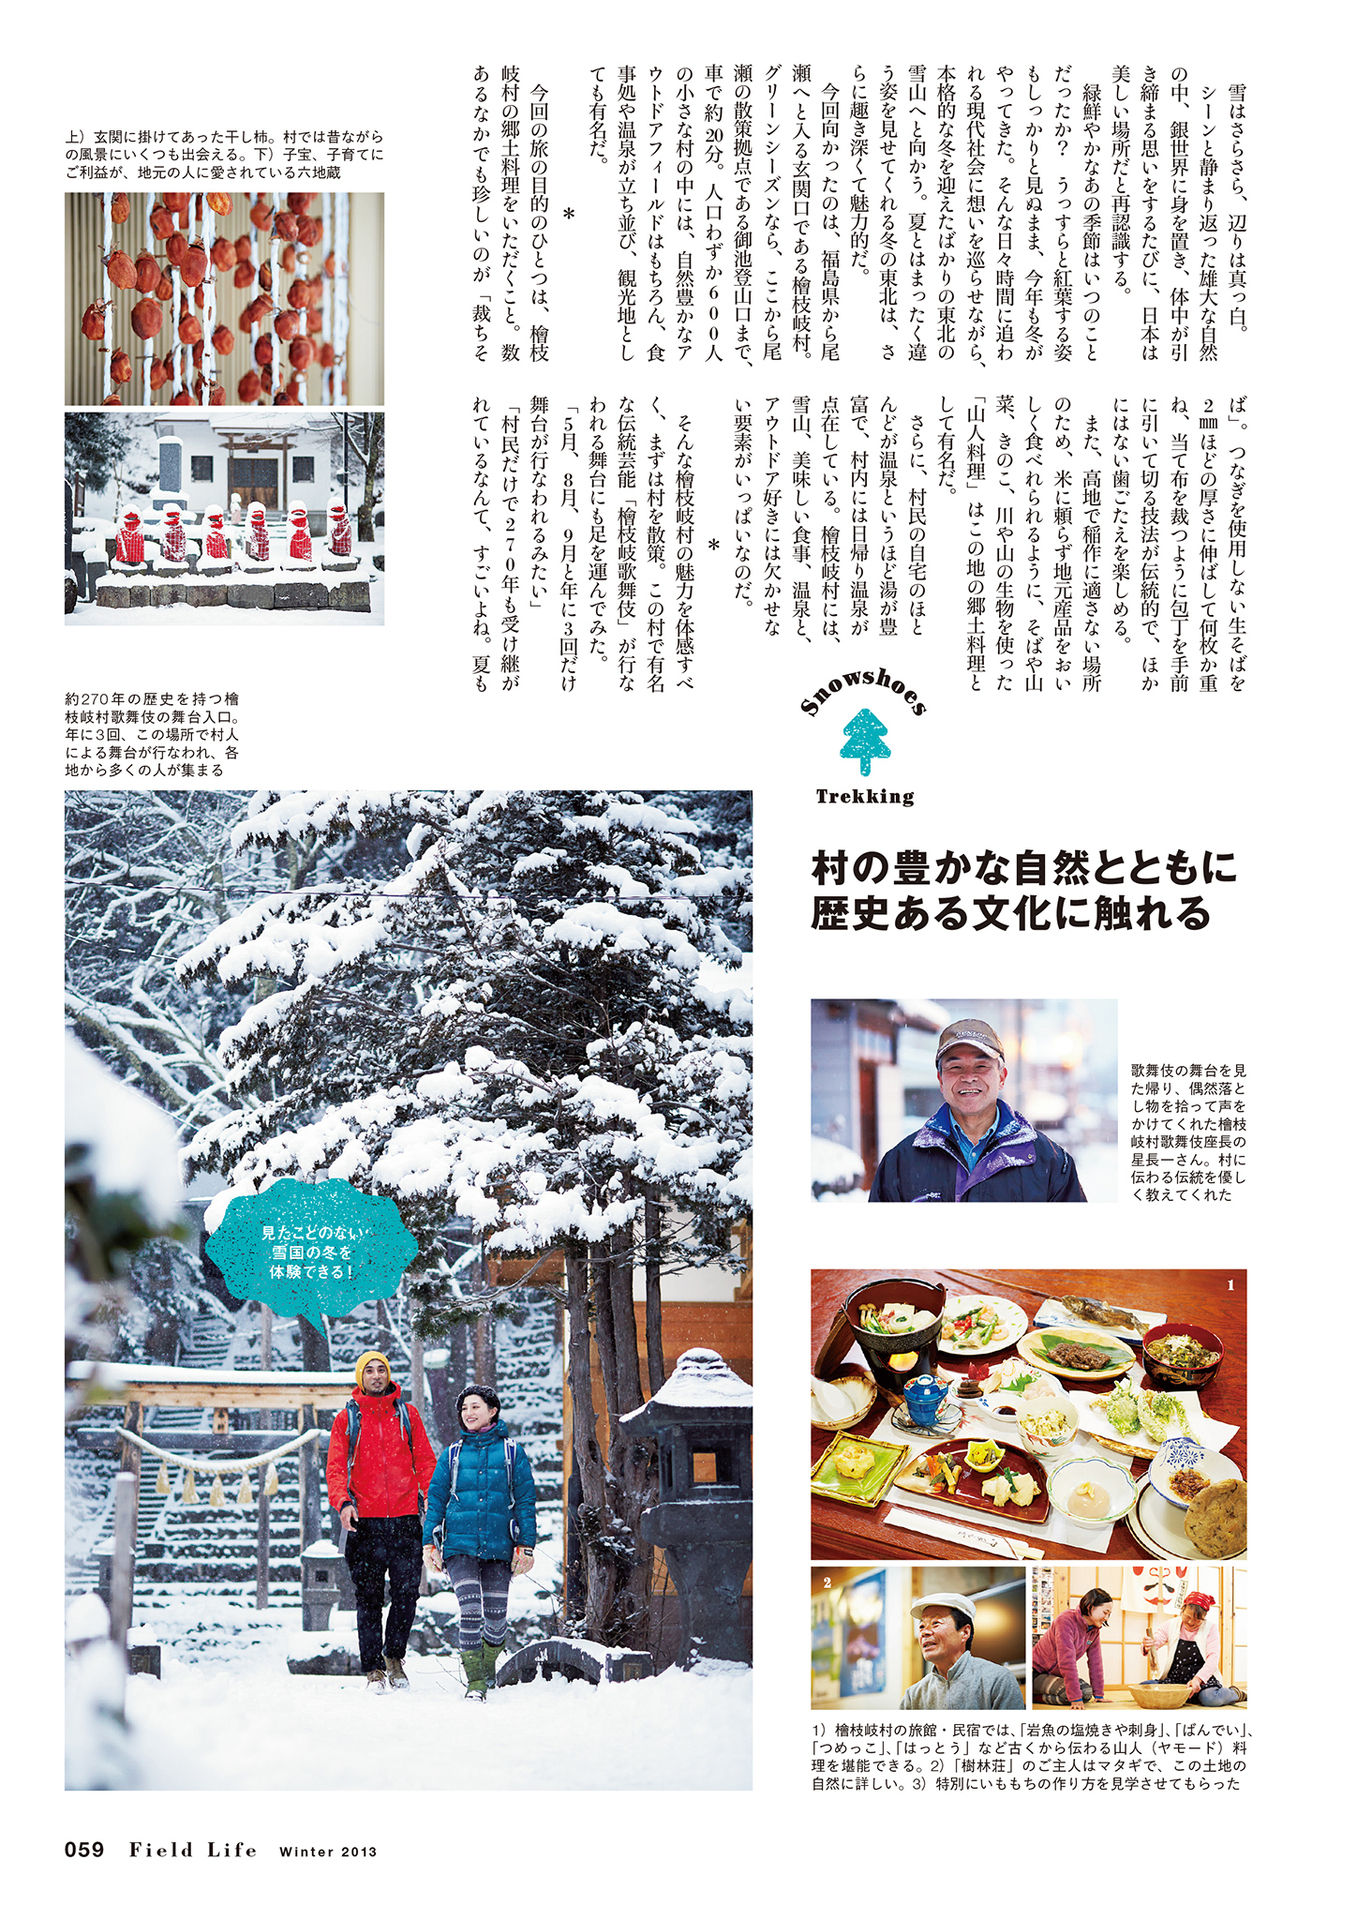 雪はさらさら、辺りは真っ白。
シーンと静まり返った雄大な自然
の中、銀世界に身を置き、体中が引
き締まる思いをするたびに、日本は
美しい場所だと再認識する。
緑鮮やかなあの季節はいつのこと
だったか？　うっすらと紅葉する姿
もしっかりと見ぬまま、今年も冬が
やってきた。そんな日々時間に追わ
れる現代社会に想いを巡らせながら、
本格的な冬を迎えたばかりの東北の
雪山へと向かう。夏とはまったく違
う姿を見せてくれる冬の東北は、さ
らに趣き深くて魅力的だ。
今回向かったのは、福島県から尾
瀬へと入る玄関口である檜枝岐村。
グリーンシーズンなら、ここから尾
瀬の散策拠点である御池登山口まで、
車で約20分。人口わずか600人
の小さな村の中には、自然豊かなア
ウトドアフィールドはもちろん、食
事処や温泉が立ち並び、観光地とし
ても有名だ。
＊
今回の旅の目的のひとつは、檜枝
岐村の郷土料理をいただくこと。数
あるなかでも珍しいのが「裁ちそ
ば」。つなぎを使用しない生そばを
2㎜ほどの厚さに伸ばして何枚か重
ね、当て布を裁つように包丁を手前
に引いて切る技法が伝統的で、ほか
にはない歯ごたえを楽しめる。
また、高地で稲作に適さない場所
のため、米に頼らず地元産品をおい
しく食べれられるように、そばや山
菜、きのこ、川や山の生物を使った
「山人料理」はこの地の郷土料理と
して有名だ。
さらに、村民の自宅のほと
んどが温泉というほど湯が豊
富で、村内には日帰り温泉が
点在している。檜枝岐村には、
雪山、美味しい食事、温泉と、
アウトドア好きには欠かせな
い要素がいっぱいなのだ。
＊
そんな檜枝岐村の魅力を体感すべ
く、まずは村を散策。この村で有名
な伝統芸能「檜枝岐歌舞伎」が行な
われる舞台にも足を運んでみた。
「5月、8月、9月と年に3回だけ
舞台が行なわれるみたい」
「村民だけで270年も受け継が
れているなんて、すごいよね。夏も
上）玄関に掛けてあった干し柿。村では昔ながら
の風景にいくつも出会える。下）子宝、子育てに
ご利益が、地元の人に愛されている六地蔵
約270年の歴史を持つ檜
枝岐村歌舞伎の舞台入口。
年に3回、この場所で村人
による舞台が行なわれ、各
地から多くの人が集まる
見たことのない
雪国の冬を
体験できる！
Snowshoes
Trekking
村の豊かな自然とともに
歴史ある文化に触れる
歌舞伎の舞台を見
た帰り、偶然落と
し物を拾って声を
かけてくれた檜枝
岐村歌舞伎座長の
星長一さん。村に
伝わる伝統を優し
く教えてくれた
1
2
1）檜枝岐村の旅館・民宿では、「岩魚の塩焼きや刺身」、「ばんでい」、
「つめっこ」、「はっとう」など古くから伝わる山人（ヤモード）料
理を堪能できる。2）「樹林荘」のご主人はマタギで、この土地の
自然に詳しい。3）特別にいももちの作り方を見学させてもらった
059 Field Life Winter 2013